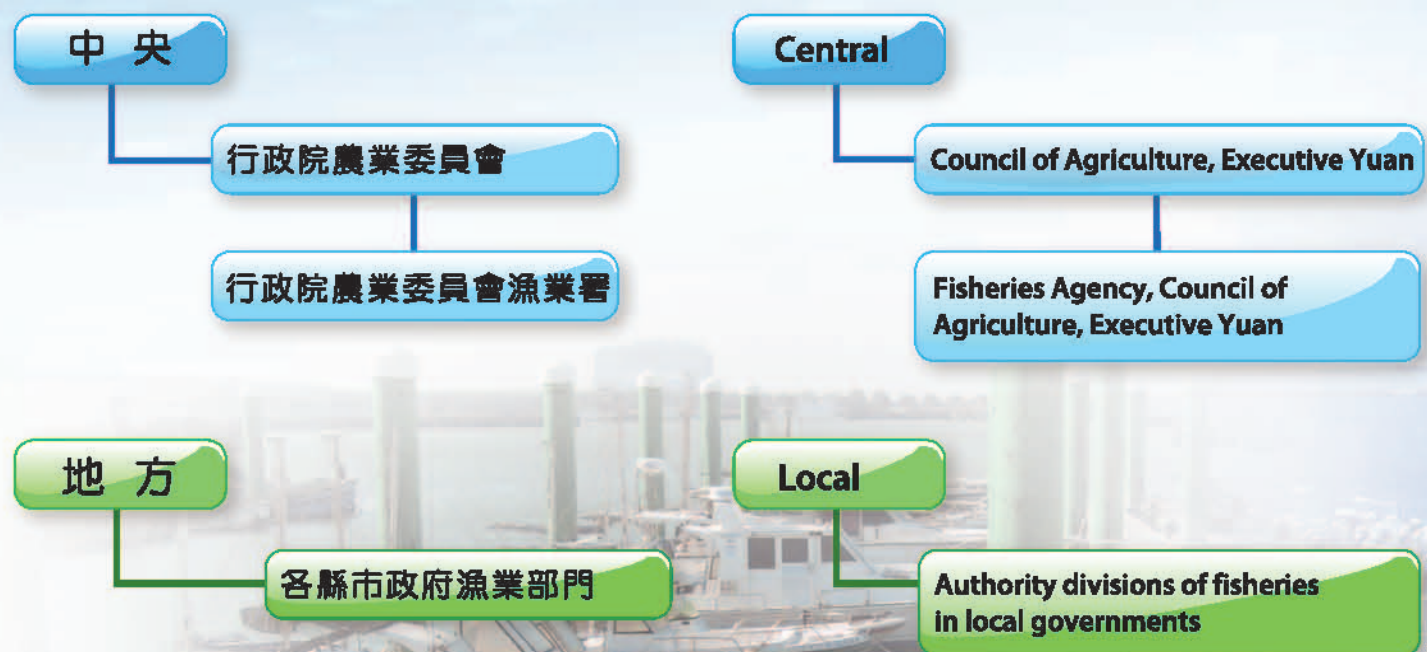 中央
行政院農業委員會
行政院農業委員會漁業署
地方
各縣市政府漁業部門
Central
Council of Agriculture, Executive Yuan
Fisheries Agency, Council of
Agriculture, Executive Yuan
Local
Authority divisions of fisheries
in local governments